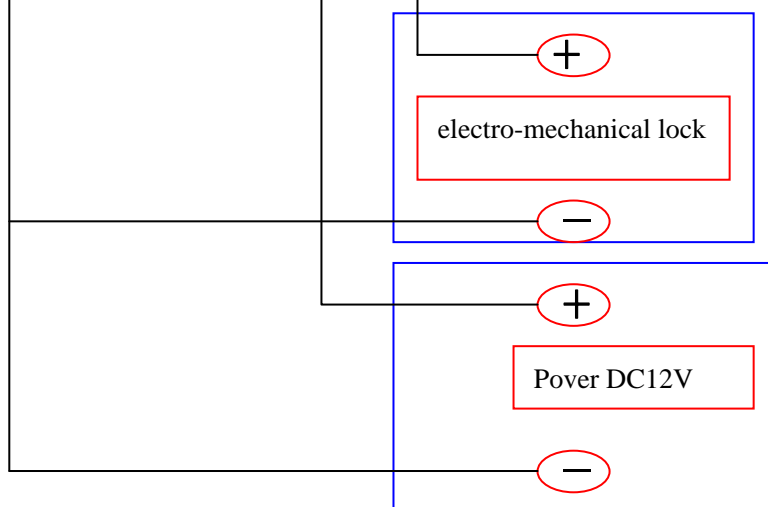 +
electro-mechanical lock
−
+
Pover DC12V
−